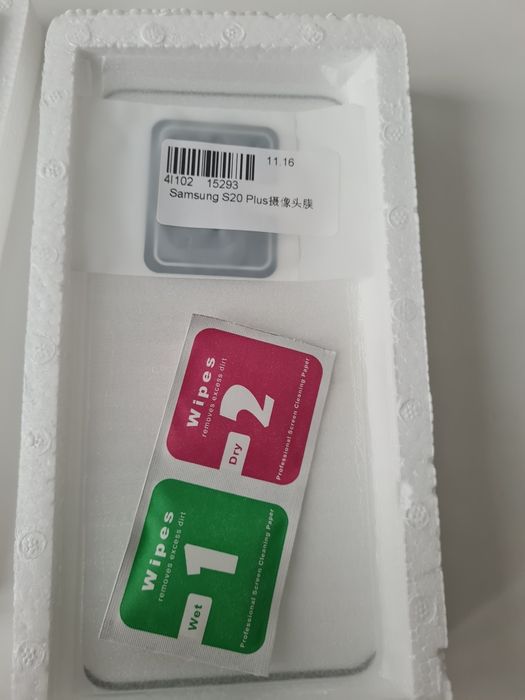 11.16
4I102 15293
Samsung S20 Plus摄像头膜
Wipes
removes excess dirt
2
Dry
Professional Screen Cleaning Paper
Wipes
removes excess dirt
1
Wet
Professional Screen Cleaning Paper